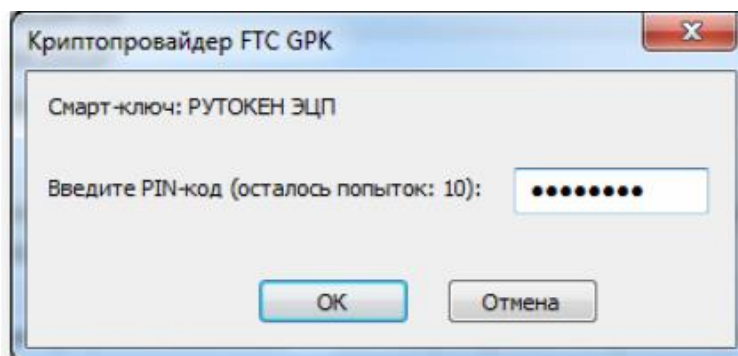 Криптопровайдер FTC GPK
Смарт-ключ: РУТОКЕН ЭЦП
Введите PIN-код (осталось попыток: 10): ●●●●●●●●
OK Отмена